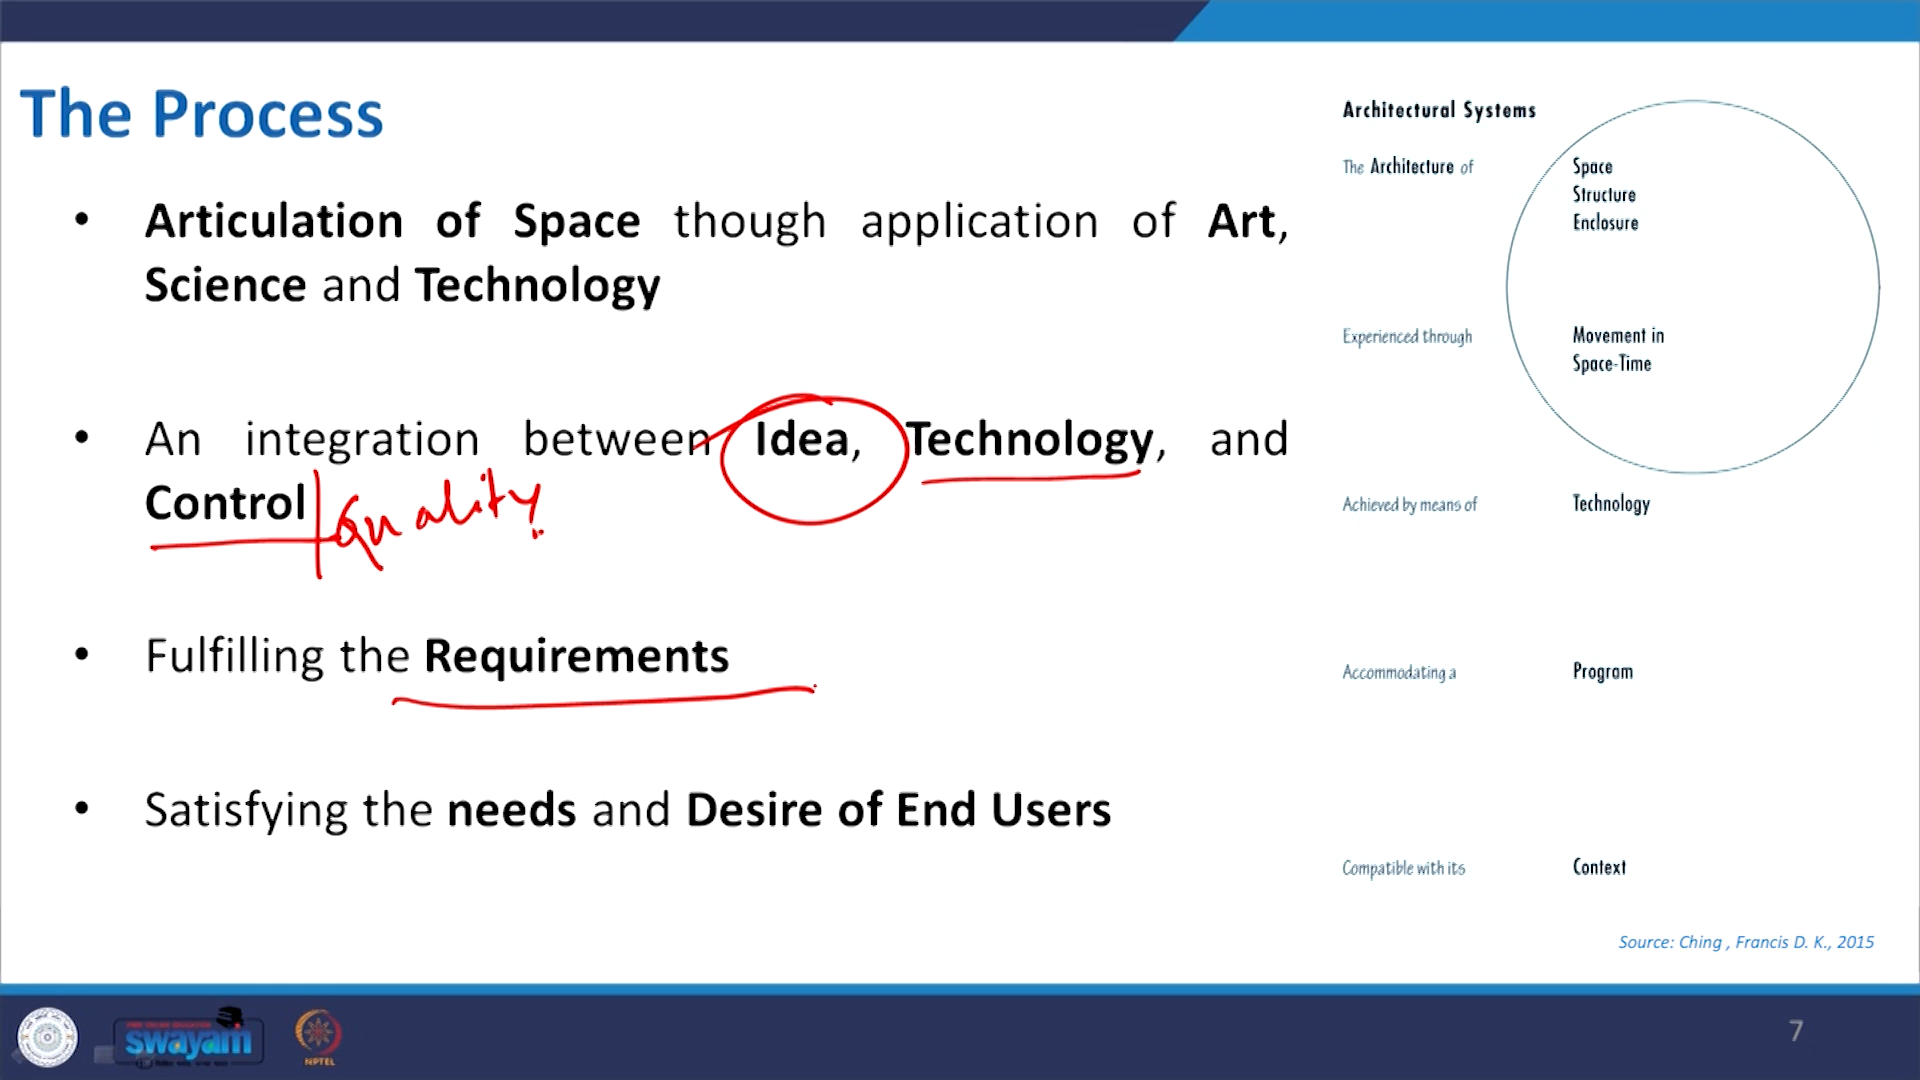 The Process
• Articulation of Space though application of Art,
Science and Technology
• An integration between Idea, Technology, and
Control Quality
• Fulfilling the Requirements
• Satisfying the needs and Desire of End Users
Architectural Systems
The Architecture of Space
Structure
Enclosure
Experienced through Movement in
Space-Time
Achieved by means of Technology
Accommodating a Program
Compatible with its Context
Source: Ching , Francis D. K., 2015
swayam
NPTEL
7